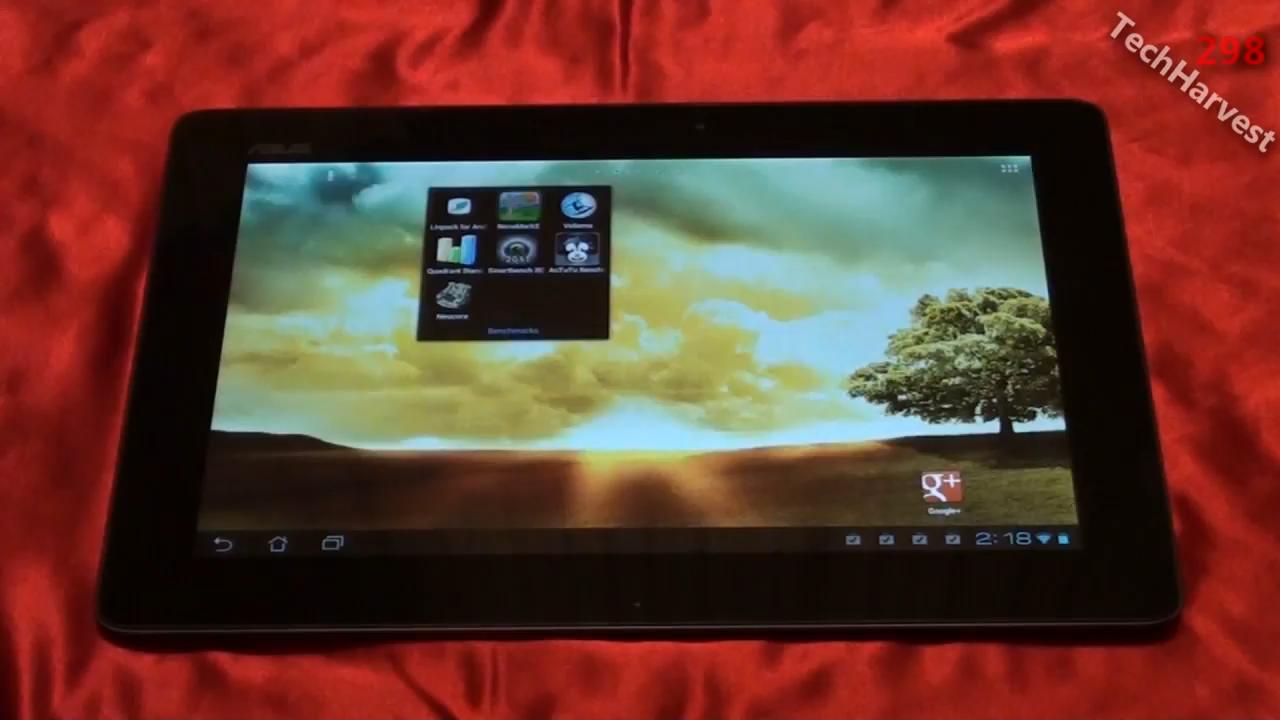 TechHarvest
298
ASUS
Linpack for An
NenaMark2
Vellamo
Quadrant Stan
Smartbench 20
AnTuTu Bench
Neocore
Benchmarks
Google+
2:18